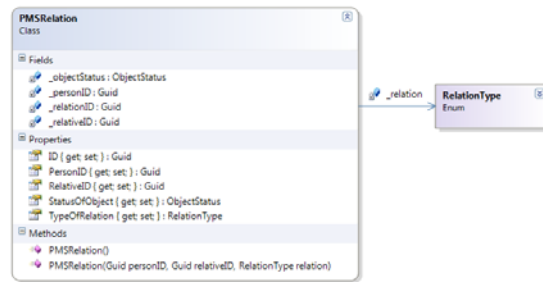 PMSRelation
Class
Fields
_objectStatus : ObjectStatus
_personID : Guid
_relationID : Guid
_relativeID : Guid
Properties
ID { get; set; } : Guid
PersonID { get; set; } : Guid
RelativeID { get; set; } : Guid
StatusOfObject { get; set; } : ObjectStatus
TypeOfRelation { get; set; } : RelationType
Methods
PMSRelation()
PMSRelation(Guid personID, Guid relativeID, RelationType relation)
_relation
RelationType
Enum